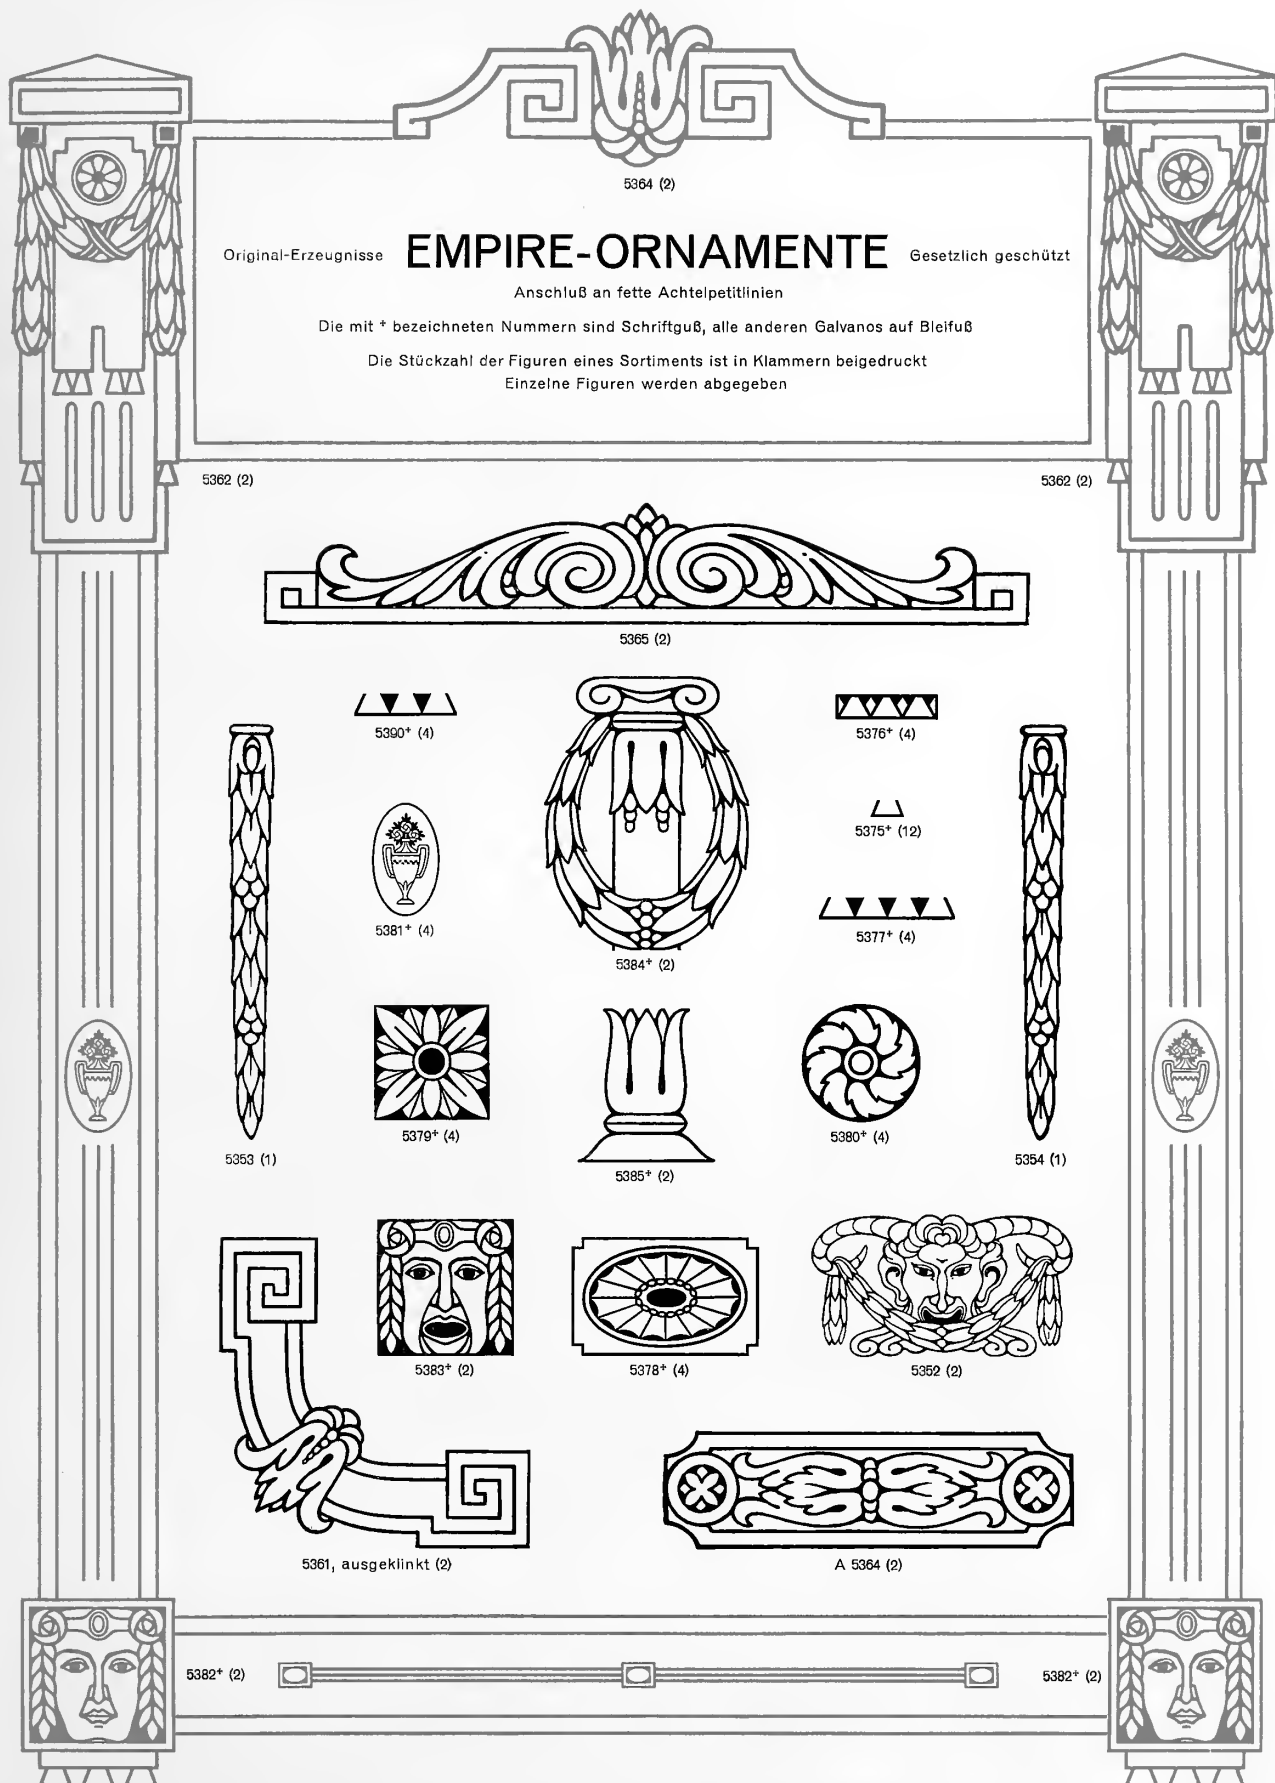 5364 (2)
Original-Erzeugnisse EMPIRE-ORNAMENTE Gesetzlich geschützt
Anschluß an fette Achtelpetitlinien
Die mit + bezeichneten Nummern sind Schriftguß, alle anderen Galvanos auf Bleifuß
Die Stückzahl der Figuren eines Sortiments ist in Klammern beigedruckt
Einzelne Figuren werden abgegeben
5362 (2) 5362 (2)
5365 (2)
5390+ (4) 5376+ (4)
5375+ (12)
5381+ (4) 5377+ (4)
5384+ (2)
5379+ (4) 5380+ (4)
5353 (1) 5385+ (2) 5354 (1)
5383+ (2) 5378+ (4) 5352 (2)
5361, ausgeklinkt (2) A 5364 (2)
5382+ (2) 5382+ (2)